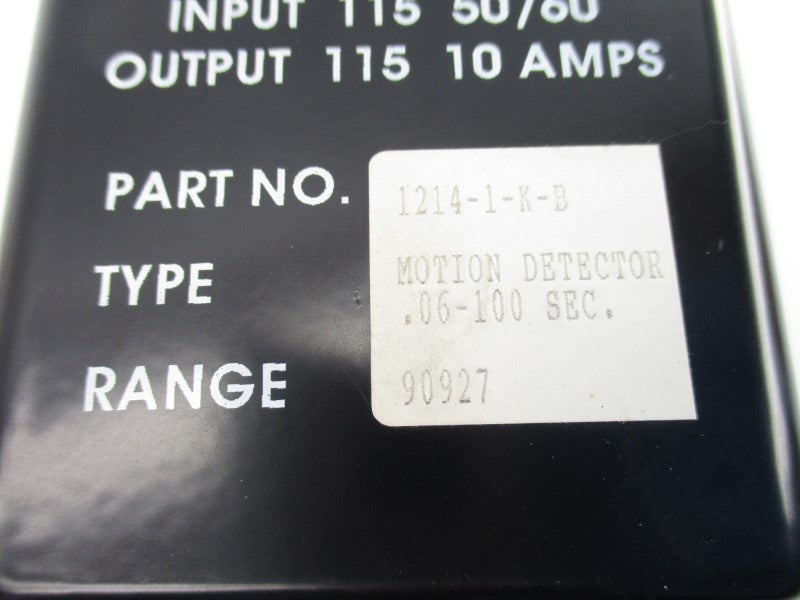 INPUT 115 50/60
OUTPUT 115 10 AMPS
PART NO. 1214-1-K-B
TYPE MOTION DETECTOR
.06-100 SEC.
RANGE 90927